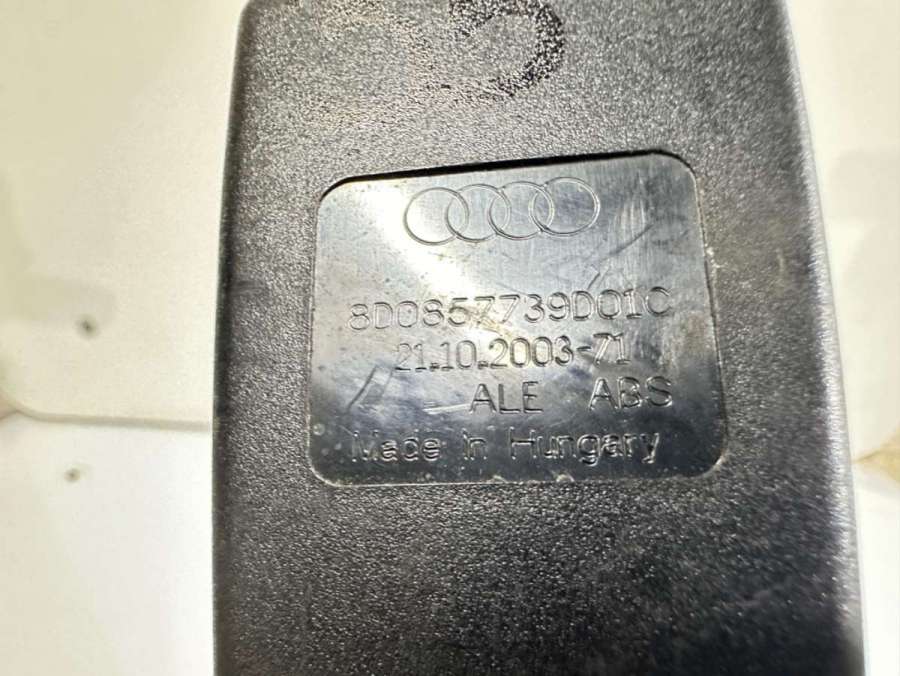 8D0857739D01C
21.10.2003-71
ALE ABS
Made in Hungary